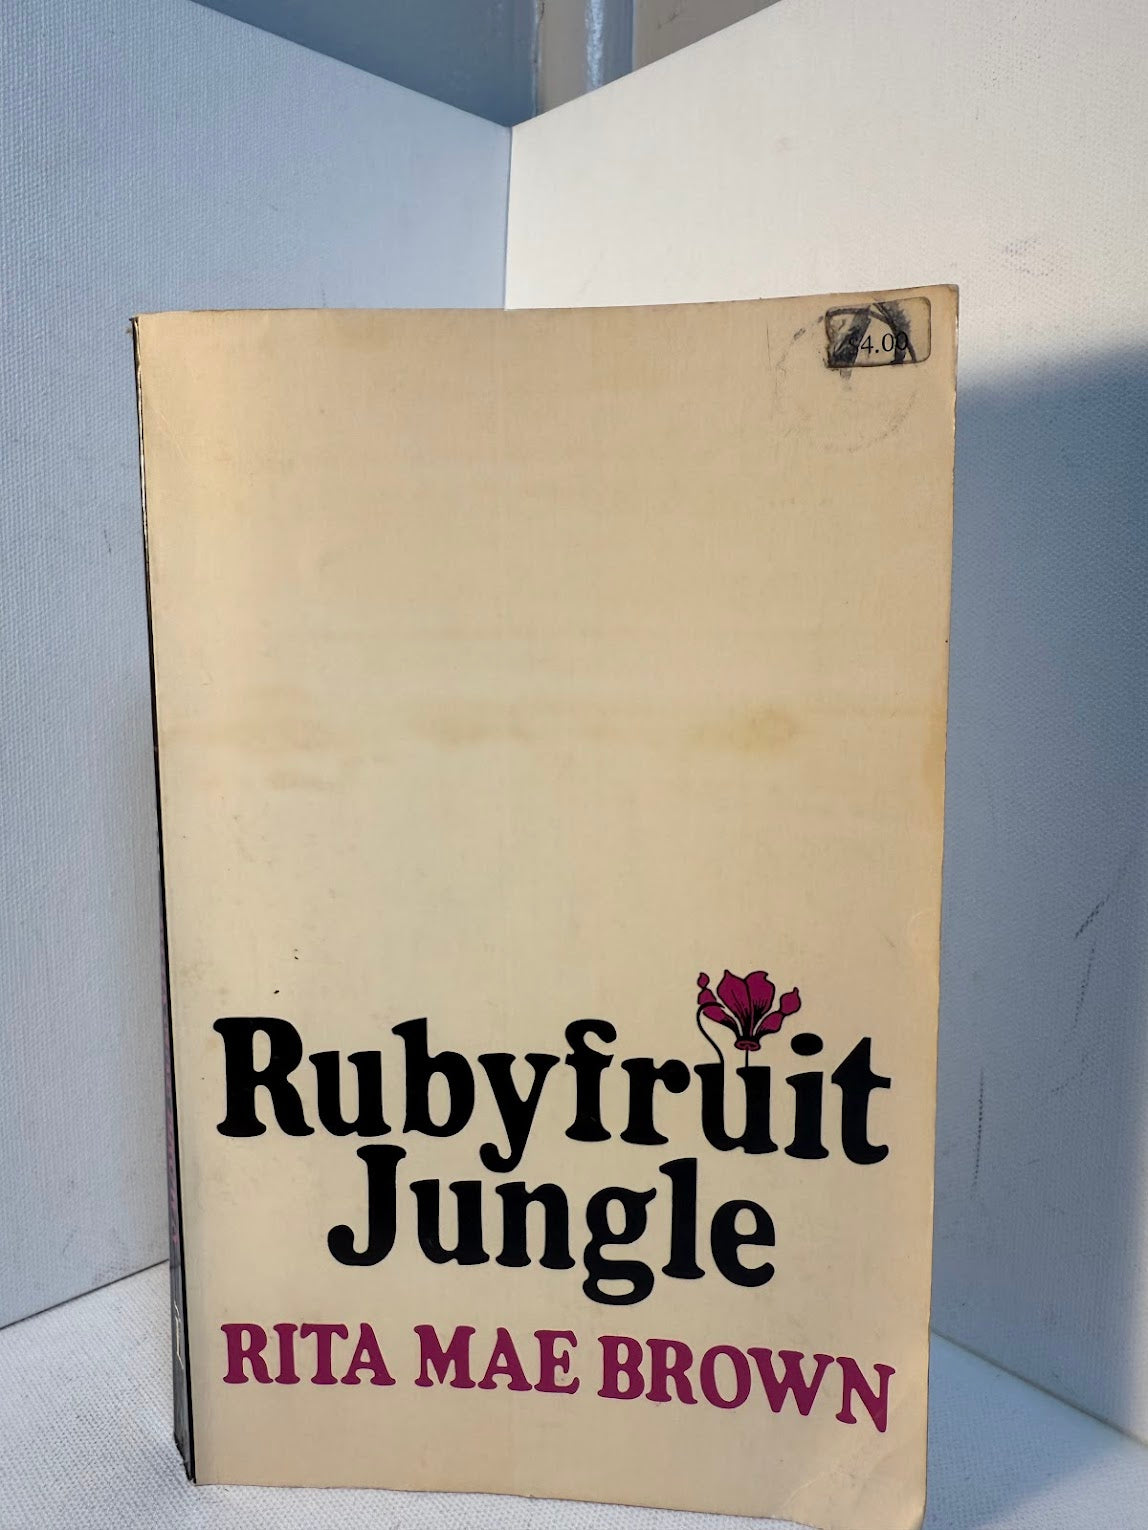 $4.00
Rubyfruit
Jungle
RITA MAE BROWN